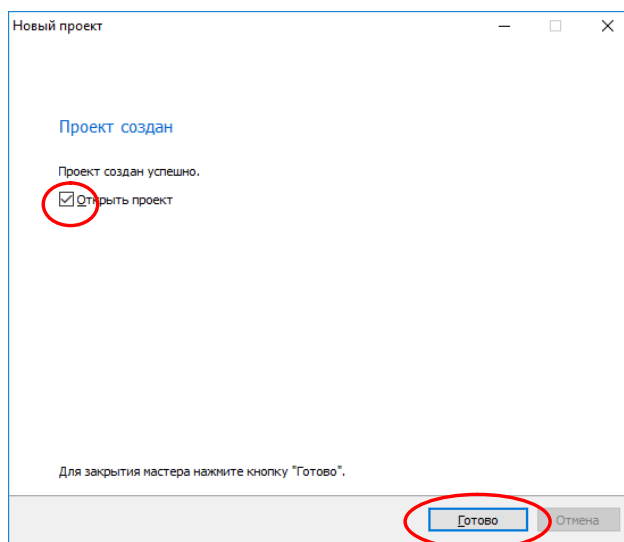 Новый проект
Проект создан
Проект создан успешно.
Открыть проект
Для закрытия мастера нажмите кнопку "Готово".
Готово Отмена